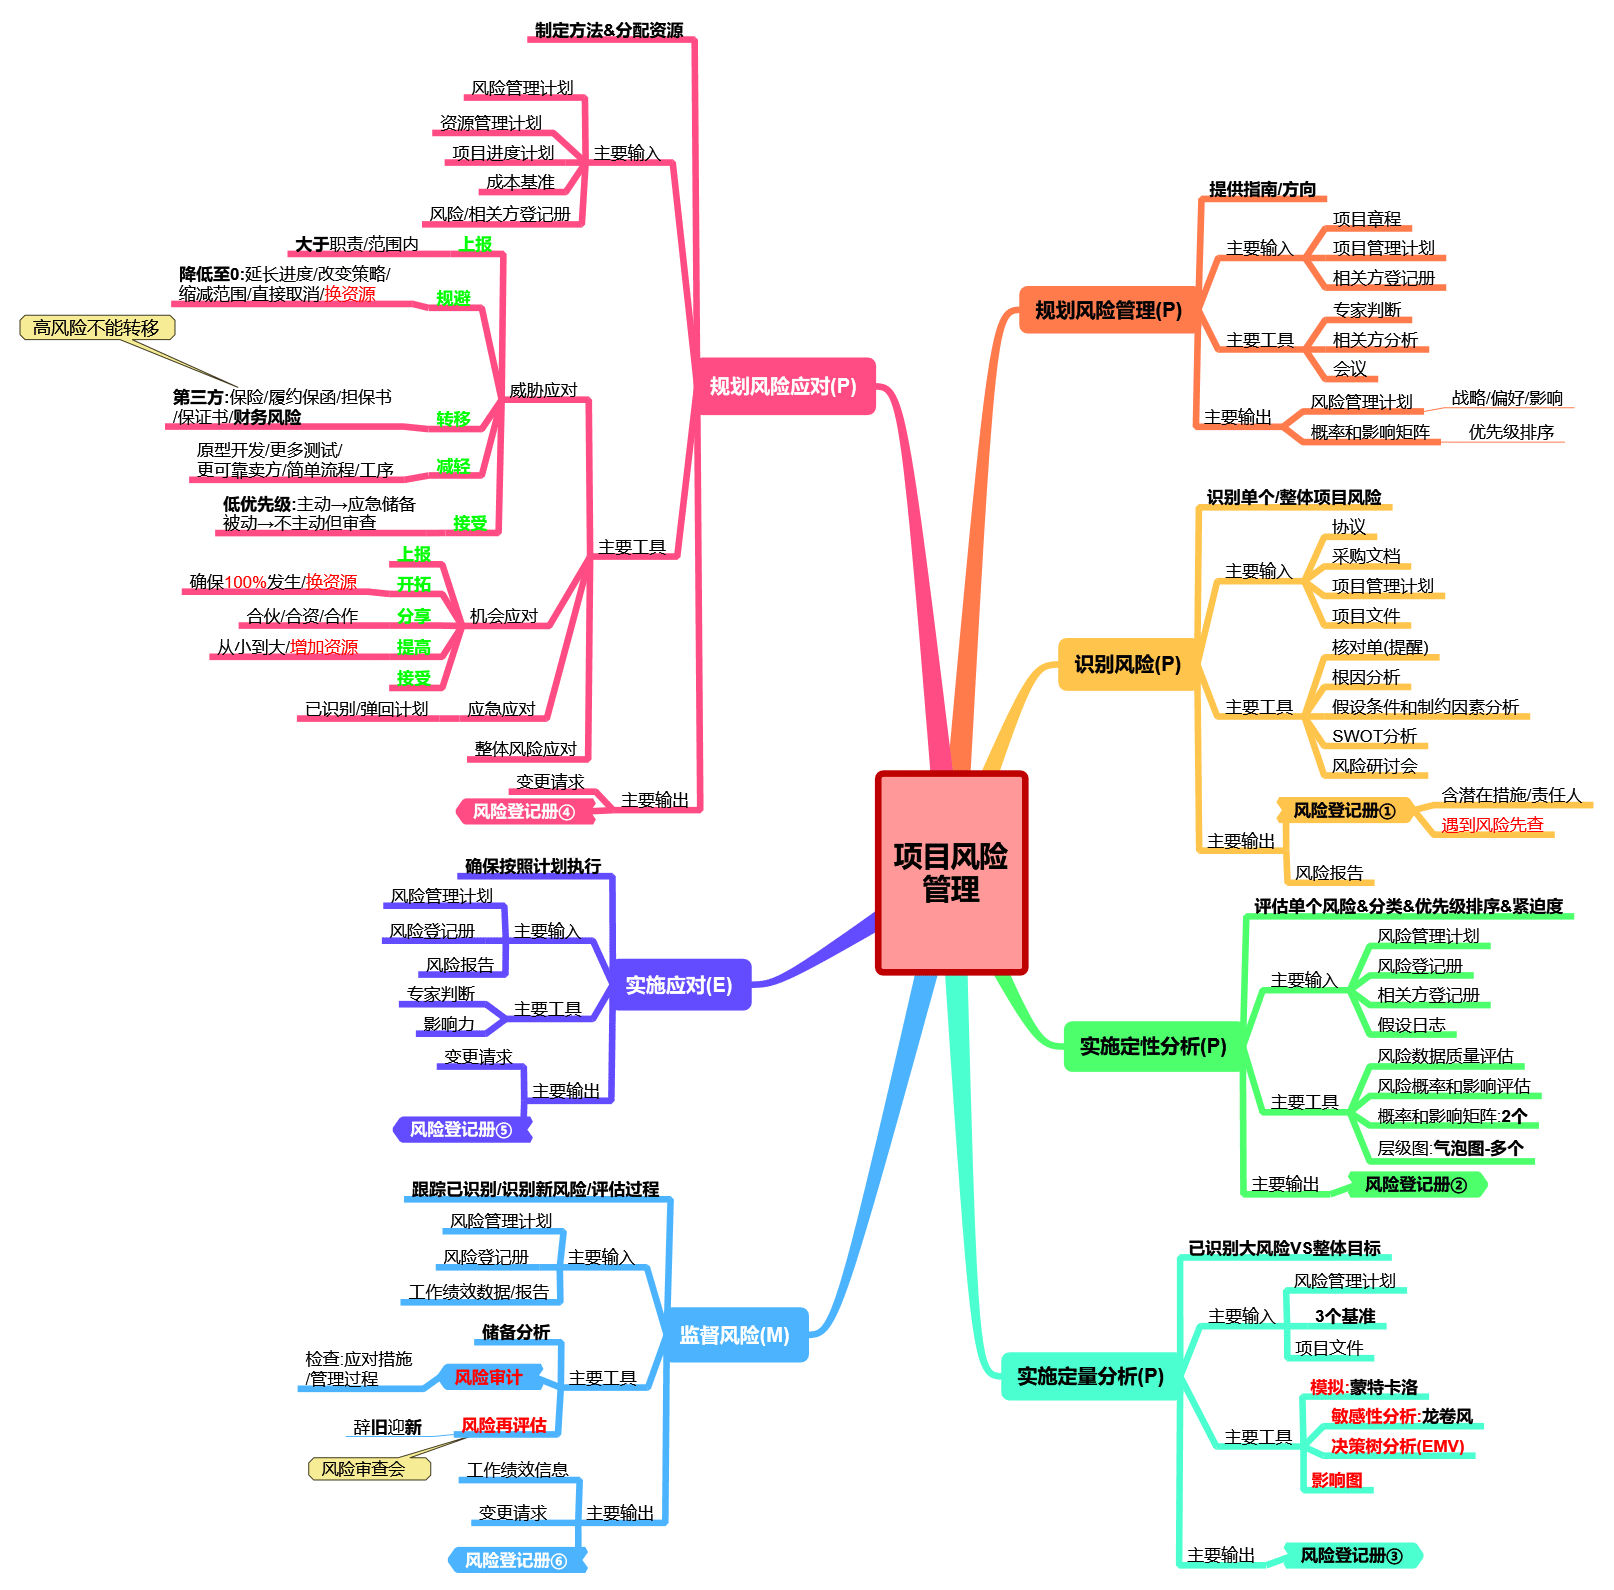 项目风险
管理
规划风险管理(P)
提供指南/方向
主要输入
项目章程
项目管理计划
相关方登记册
主要工具
专家判断
相关方分析
会议
主要输出
风险管理计划
战略/偏好/影响
概率和影响矩阵
优先级排序
识别风险(P)
识别单个/整体项目风险
主要输入
协议
采购文档
项目管理计划
项目文件
主要工具
核对单(提醒)
根因分析
假设条件和制约因素分析
SWOT分析
风险研讨会
主要输出
风险登记册①
含潜在措施/责任人
遇到风险先查
风险报告
实施定性分析(P)
评估单个风险&分类&优先级排序&紧迫度
主要输入
风险管理计划
风险登记册
相关方登记册
假设日志
主要工具
风险数据质量评估
风险概率和影响评估
概率和影响矩阵:2个
层级图:气泡图-多个
主要输出
风险登记册②
实施定量分析(P)
已识别大风险VS整体目标
主要输入
风险管理计划
3个基准
项目文件
主要工具
模拟:蒙特卡洛
敏感性分析:龙卷风
决策树分析(EMV)
影响图
主要输出
风险登记册③
规划风险应对(P)
制定方法&分配资源
主要输入
风险管理计划
资源管理计划
项目进度计划
成本基准
风险/相关方登记册
主要工具
威胁应对
上报
大于职责/范围内
规避
降低至0:延长进度/改变策略/
缩减范围/直接取消/换资源
转移
高风险不能转移
第三方:保险/履约保函/担保书
/保证书/财务风险
减轻
原型开发/更多测试/
更可靠卖方/简单流程/工序
接受
低优先级:主动→应急储备
被动→不主动但审查
机会应对
上报
开拓
确保100%发生/换资源
分享
合伙/合资/合作
提高
从小到大/增加资源
接受
应急应对
已识别/弹回计划
整体风险应对
主要输出
变更请求
风险登记册④
实施应对(E)
确保按照计划执行
主要输入
风险管理计划
风险登记册
风险报告
主要工具
专家判断
影响力
主要输出
变更请求
风险登记册⑤
监督风险(M)
跟踪已识别/识别新风险/评估过程
主要输入
风险管理计划
风险登记册
工作绩效数据/报告
主要工具
储备分析
风险审计
检查:应对措施
/管理过程
风险再评估
辞旧迎新
风险审查会
主要输出
工作绩效信息
变更请求
风险登记册⑥